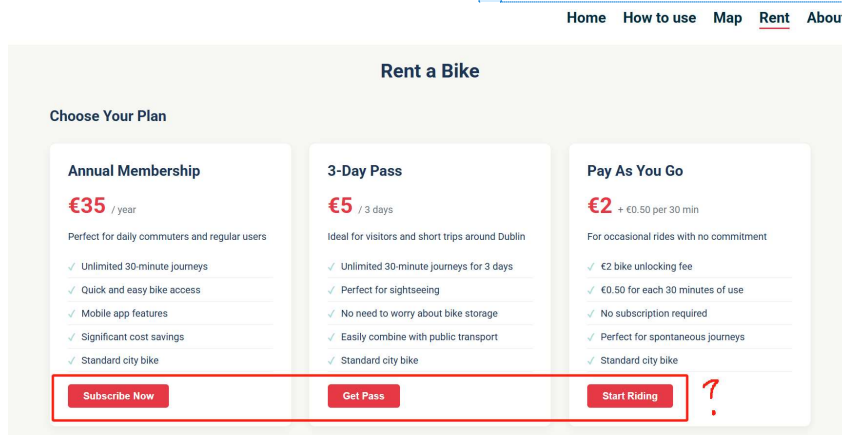 Home How to use Map Rent About
Rent a Bike
Choose Your Plan
Annual Membership
€35 / year
Perfect for daily commuters and regular users
✓ Unlimited 30-minute journeys
✓ Quick and easy bike access
✓ Mobile app features
✓ Significant cost savings
✓ Standard city bike
Subscribe Now
3-Day Pass
€5 / 3 days
Ideal for visitors and short trips around Dublin
✓ Unlimited 30-minute journeys for 3 days
✓ Perfect for sightseeing
✓ No need to worry about bike storage
✓ Easily combine with public transport
✓ Standard city bike
Get Pass
Pay As You Go
€2 + €0.50 per 30 min
For occasional rides with no commitment
✓ €2 bike unlocking fee
✓ €0.50 for each 30 minutes of use
✓ No subscription required
✓ Perfect for spontaneous journeys
✓ Standard city bike
Start Riding
?